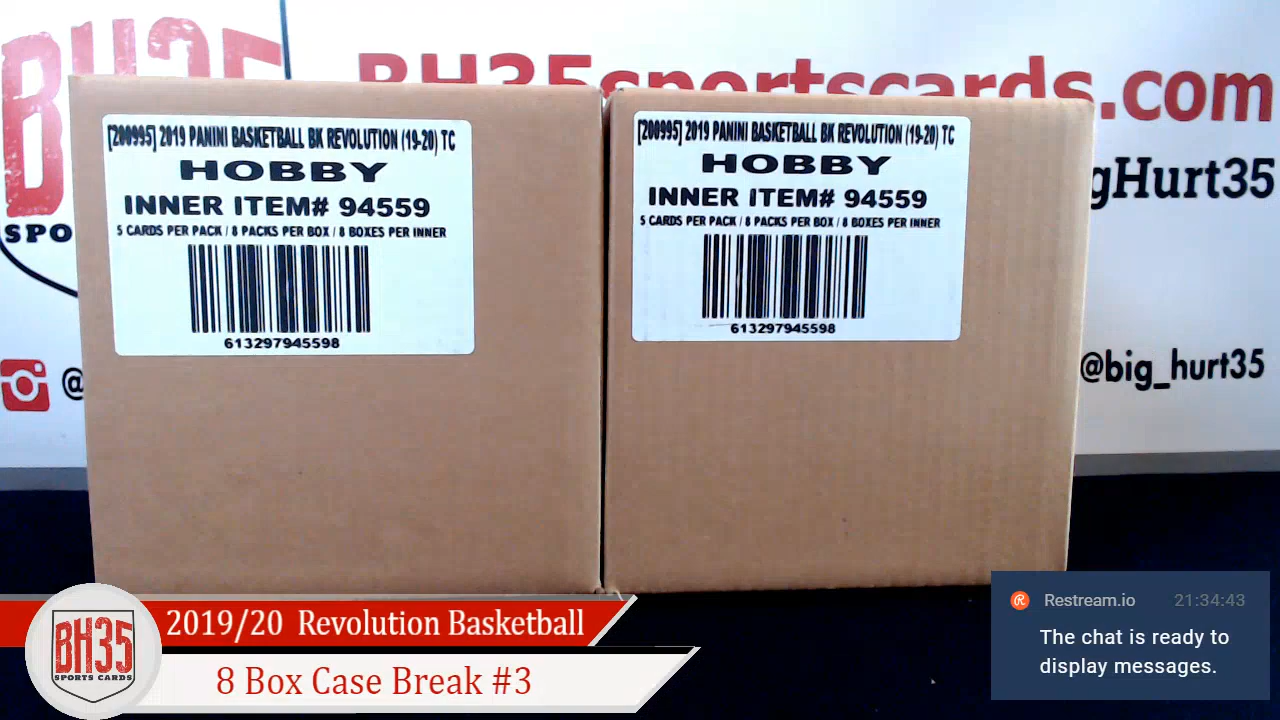 BH35
SPO
BH35sportscards.com
gHurt35
@
@big_hurt35
[200995] 2019 PANINI BASKETBALL BK REVOLUTION (19-20) TC
HOBBY
INNER ITEM# 94559
5 CARDS PER PACK / 8 PACKS PER BOX / 8 BOXES PER INNER
613297945598
[200995] 2019 PANINI BASKETBALL BK REVOLUTION (19-20) TC
HOBBY
INNER ITEM# 94559
5 CARDS PER PACK / 8 PACKS PER BOX / 8 BOXES PER INNER
613297945598
BH35
SPORTS CARDS
2019/20 Revolution Basketball
8 Box Case Break #3
Restream.io 21:34:43
The chat is ready to
display messages.